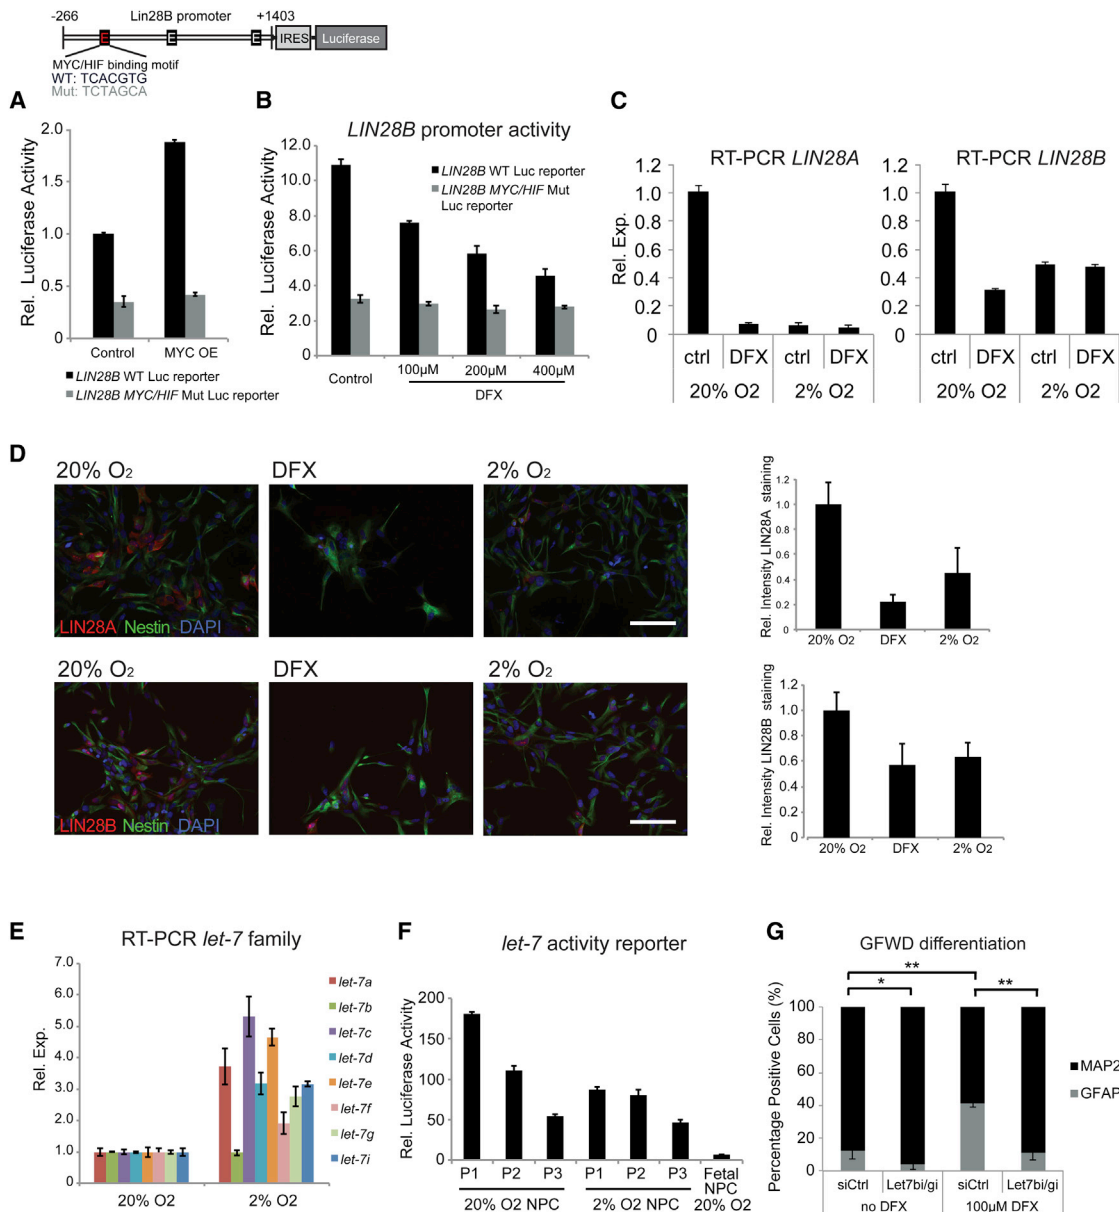 -266 Lin28B promoter +1403
IRES Luciferase
MYC/HIF binding motif
WT: TCACGTG
Mut: TCTAGCA
A
Rel. Luciferase Activity
2.0
1.5
1.0
0.5
0
Control MYC OE
LIN28B WT Luc reporter
LIN28B MYC/HIF Mut Luc reporter
B
LIN28B promoter activity
Rel. Luciferase Activity
12.0
10.0
8.0
6.0
4.0
2.0
0.0
LIN28B WT Luc reporter
LIN28B MYC/HIF Mut
Luc reporter
Control 100µM 200µM 400µM
DFX
C
RT-PCR LIN28A
Rel. Exp.
1.2
1.0
0.8
0.6
0.4
0.2
0
ctrl DFX ctrl DFX
20% O2 2% O2
RT-PCR LIN28B
1.2
1.0
0.8
0.6
0.4
0.2
0
ctrl DFX ctrl DFX
20% O2 2% O2
D
20% O2 DFX 2% O2
LIN28A Nestin DAPI
20% O2 DFX 2% O2
LIN28B Nestin DAPI
Rel. Intensity LIN28A staining
1.2
1.0
0.8
0.6
0.4
0.2
0
20% O2 DFX 2% O2
Rel. Intensity LIN28B staining
1.2
1.0
0.8
0.6
0.4
0.2
0
20% O2 DFX 2% O2
E
RT-PCR let-7 family
Rel. Exp.
7.0
6.0
5.0
4.0
3.0
2.0
1.0
0
20% O2 2% O2
let-7a
let-7b
let-7c
let-7d
let-7e
let-7f
let-7g
let-7i
F
let-7 activity reporter
Rel. Luciferase Activity
200
150
100
50
0
P1 P2 P3 P1 P2 P3 Fetal
NPC
20% O2 NPC 2% O2 NPC 20% O2
G
GFWD differentiation
** 
* **
Percentage Positive Cells (%)
100
80
60
40
20
0
MAP2
GFAP
siCtrl Let7bi/gi siCtrl Let7bi/gi
no DFX 100µM DFX